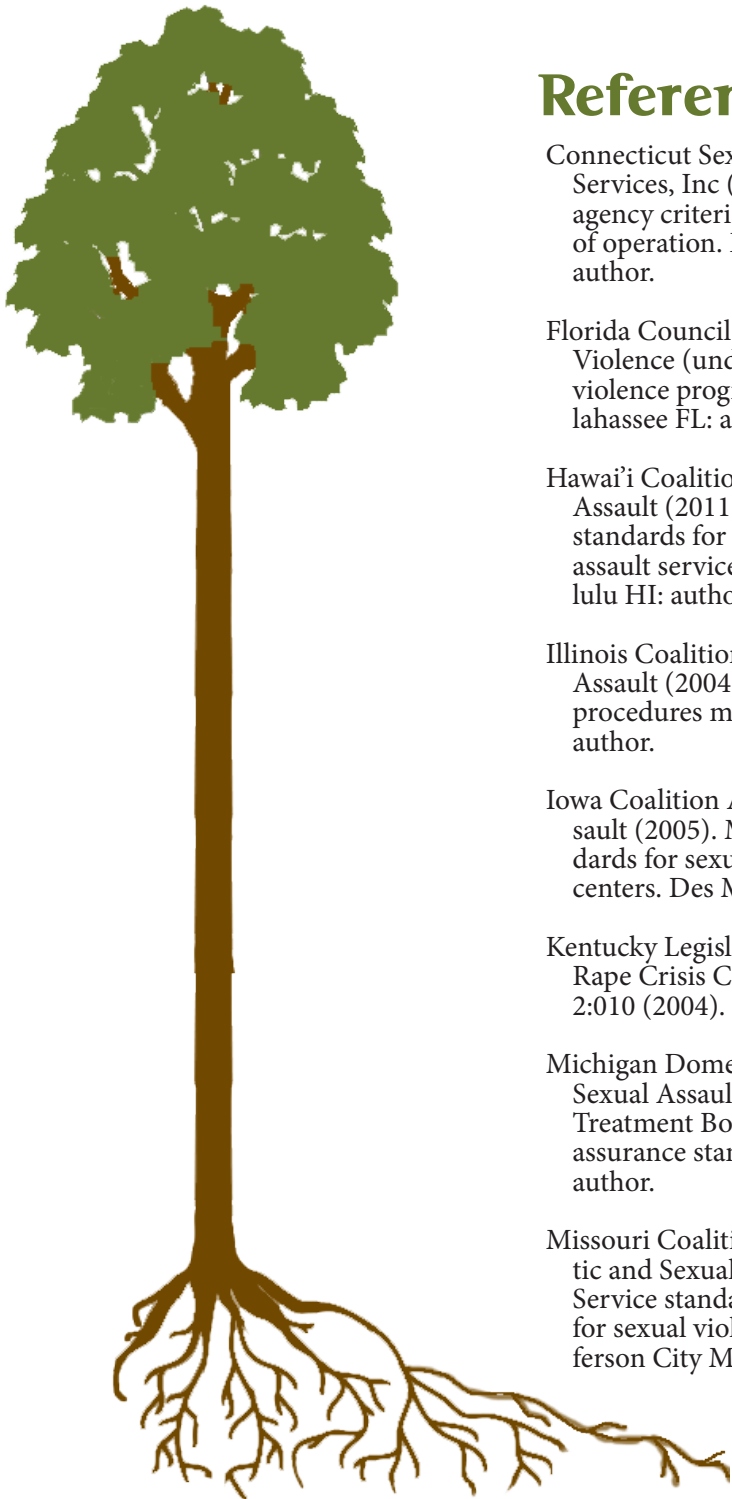 Referen
Connecticut Sex
Services, Inc (
agency criteri
of operation.
author.
Florida Council
Violence (und
violence progr
lahassee FL: a
Hawai'i Coalitio
Assault (2011
standards for
assault service
lulu HI: autho
Illinois Coalition
Assault (2004
procedures m
author.
Iowa Coalition
sault (2005). M
dards for sexu
centers. Des M
Kentucky Legisl
Rape Crisis C
2:010 (2004).
Michigan Dome
Sexual Assaul
Treatment Bo
assurance stan
author.
Missouri Coaliti
tic and Sexual
Service standa
for sexual viol
ferson City M